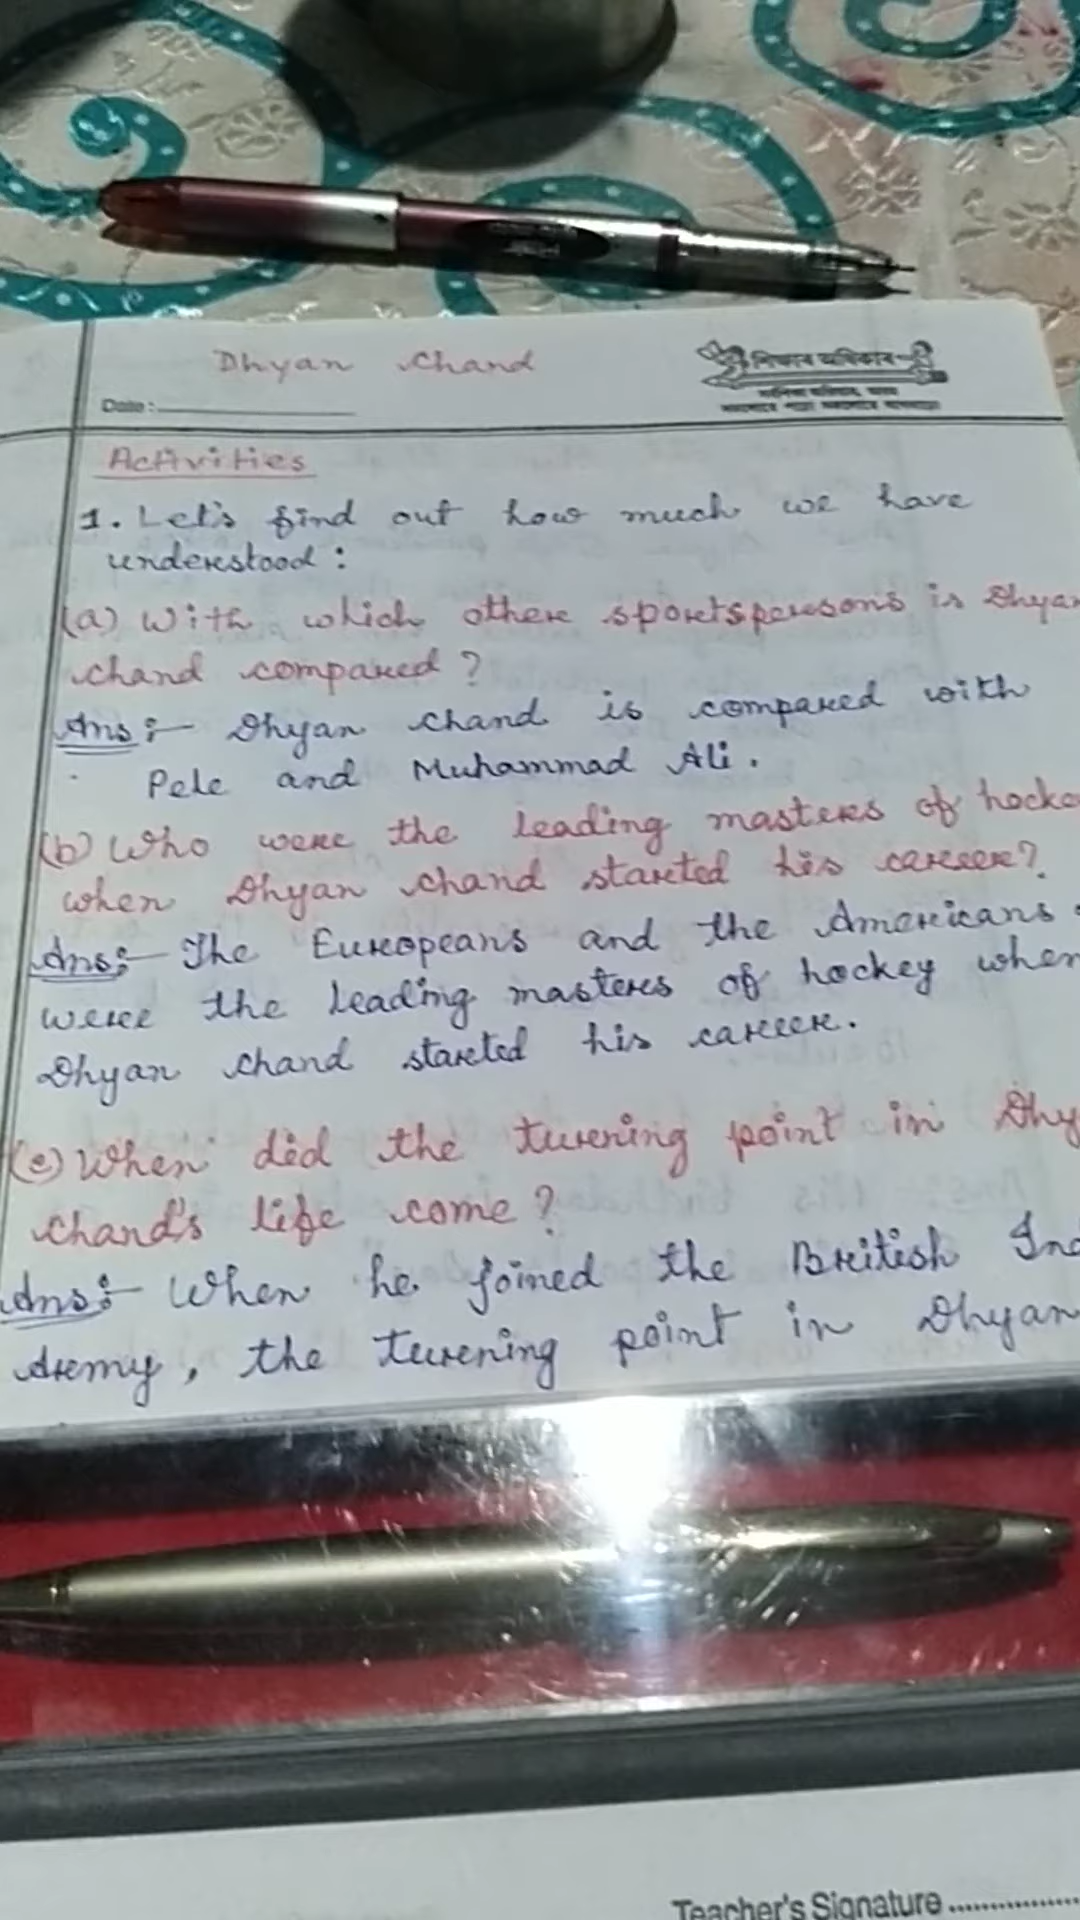 Dhyan Chand
Date :
Activities
1. Let's find out how much we have
understood :
(a) With which other sportspersons is Dhyan
Chand compared ?
Ans :- Dhyan Chand is compared with
Pele and Muhammad Ali.
(b) Who were the leading masters of hocke
when Dhyan Chand started his career?
Ans :- The Europeans and the Americans
were the leading masters of hockey when
Dhyan Chand started his career.
(c) When did the turning point in Dhy
Chand's life come ?
Ans :- When he joined the British Ind
Army, the turning point in Dhyan
Teacher's Signature